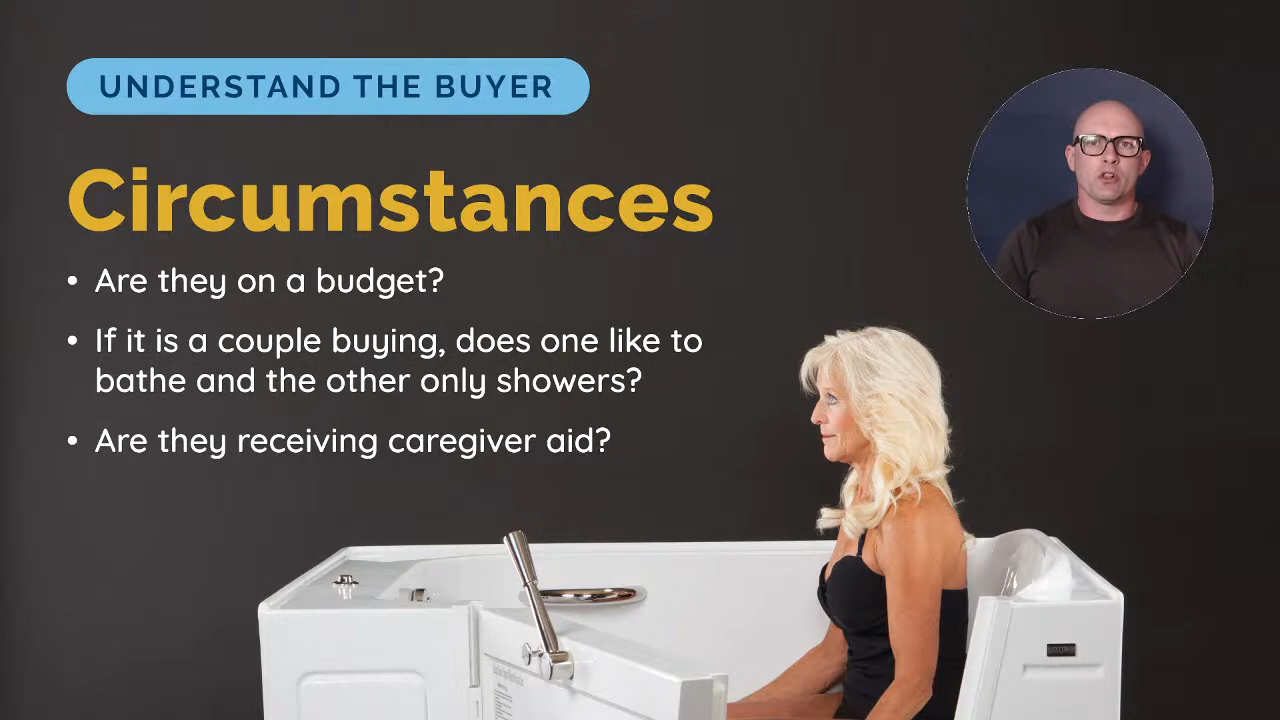 UNDERSTAND THE BUYER
Circumstances
• Are they on a budget?
• If it is a couple buying, does one like to
bathe and the other only showers?
• Are they receiving caregiver aid?